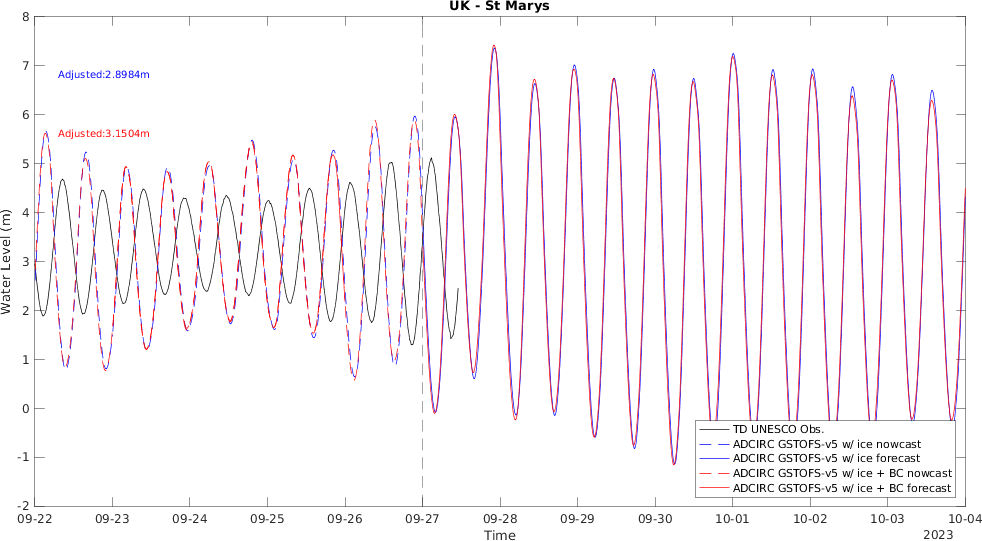 UK - St Marys
8
7
6
5
4
3
2
1
0
-1
-2
Water Level (m)
Adjusted:2.8984m
Adjusted:3.1504m
TD UNESCO Obs.
ADCIRC GSTOFS-v5 w/ ice nowcast
ADCIRC GSTOFS-v5 w/ ice forecast
ADCIRC GSTOFS-v5 w/ ice + BC nowcast
ADCIRC GSTOFS-v5 w/ ice + BC forecast
09-22 09-23 09-24 09-25 09-26 09-27 09-28 09-29 09-30 10-01 10-02 10-03 10-04
Time
2023